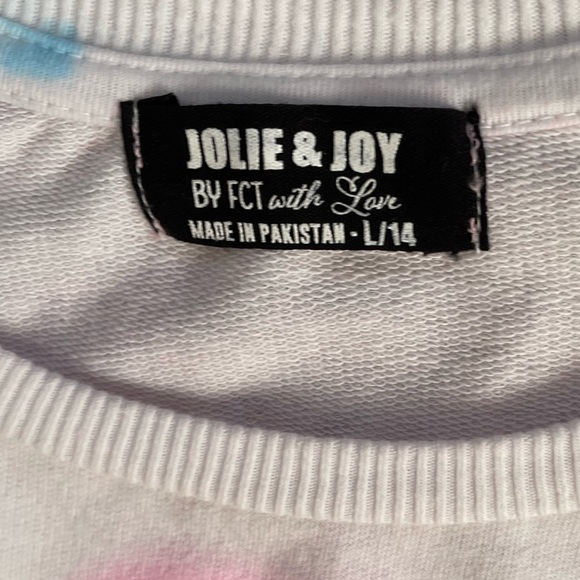 JOLIE & JOY
BY FCT with Love
MADE IN PAKISTAN - L/14